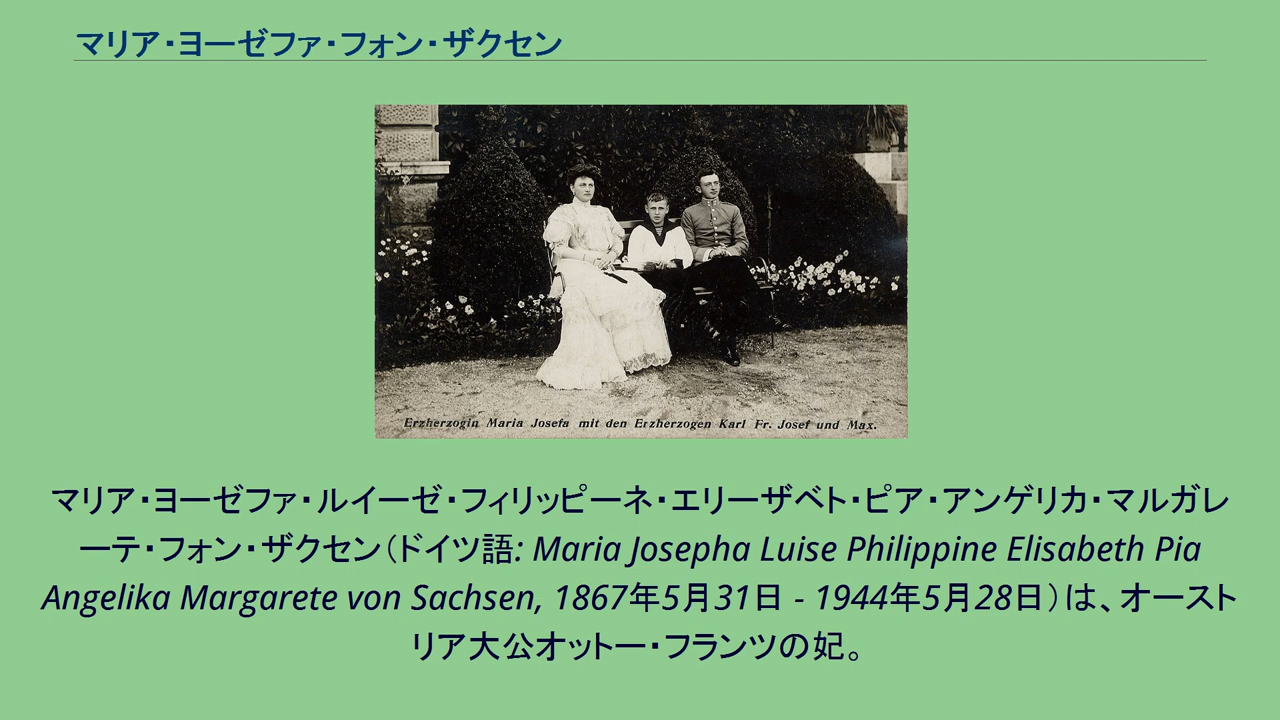 マリア・ヨーゼファ・フォン・ザクセン
Erzherzogin Maria Josefa mit den Erzherzogen Karl Fr. Josef und Max.
マリア・ヨーゼファ・ルイーゼ・フィリッピーネ・エリーザベト・ピア・アンゲリカ・マルガレ
ーテ・フォン・ザクセン（ドイツ語: Maria Josepha Luise Philippine Elisabeth Pia
Angelika Margarete von Sachsen, 1867年5月31日 - 1944年5月28日）は、オースト
リア大公オットー・フランツの妃。